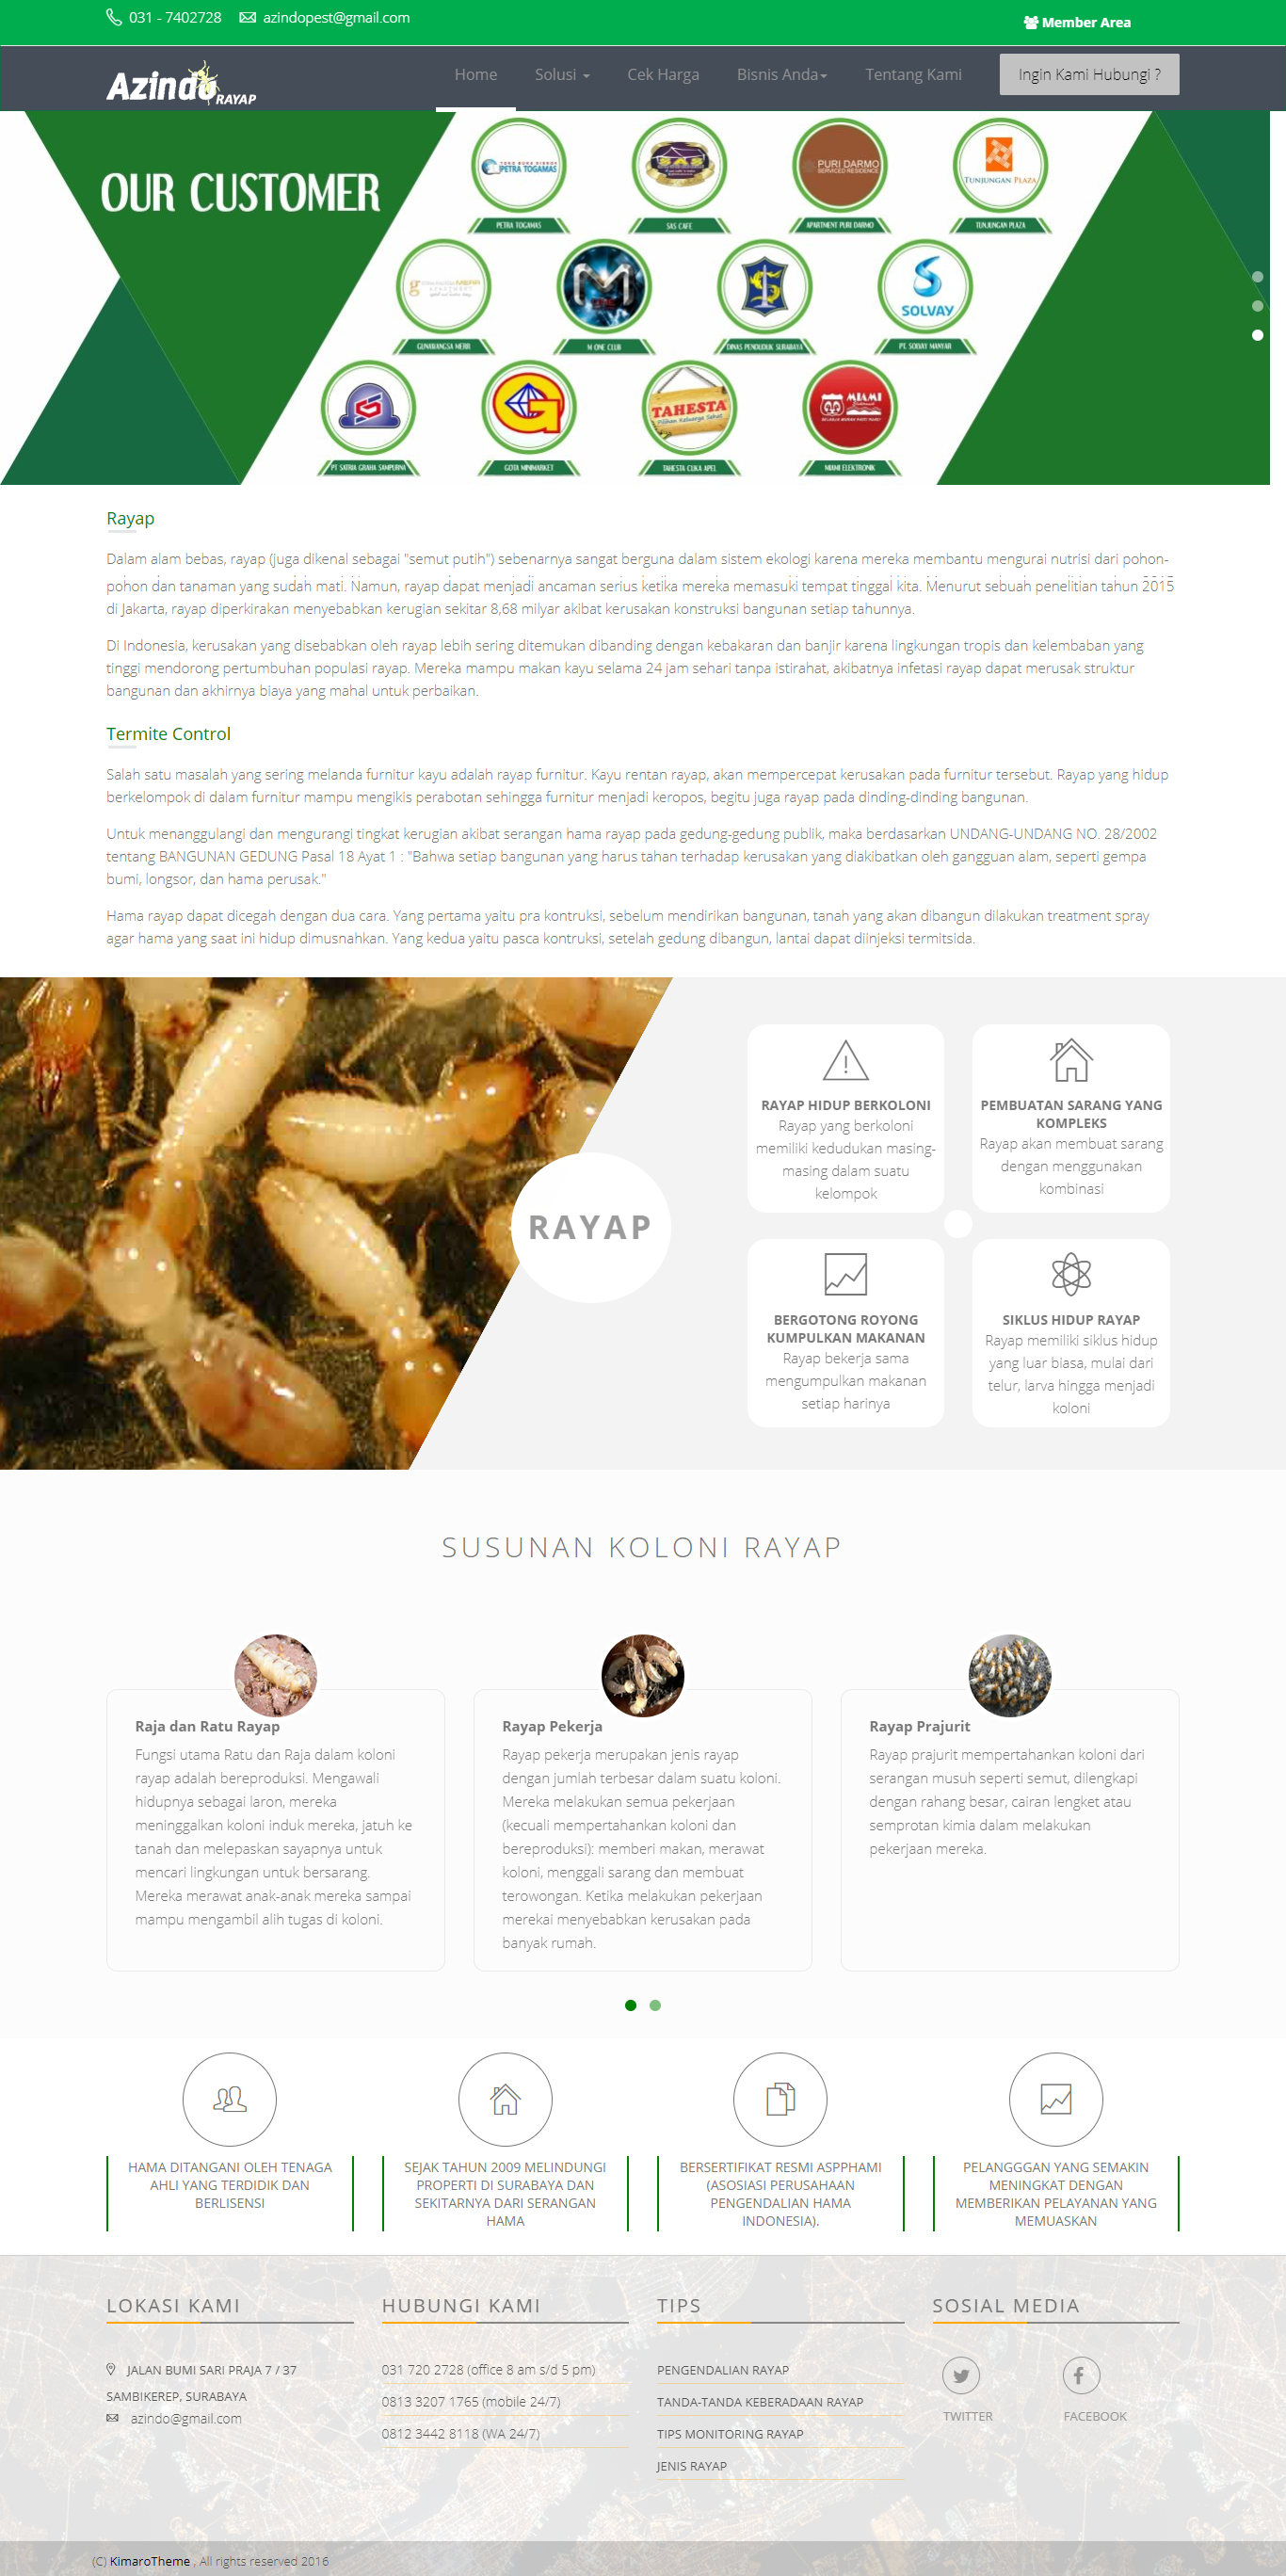 031 - 7402728 azindopest@gmail.com Member Area
Azindo RAYAP
Home Solusi Cek Harga Bisnis Anda Tentang Kami Ingin Kami Hubungi ?
OUR CUSTOMER
PETRA TOGAMAS
SAS
PURI DARMO
SERVICED RESIDENCE
TUNJUNGAN PLAZA
PETRA TOGAMAS
SAS CAFE
APARTMENT PURI DARMO
TUNJUNGAN PLAZA
M
SOLVAY
GUNAWANGSA MERR
M ONE CLUB
DINAS PENDUDUK SURABAYA
PT. SOLVAY MANYAR
G
TAHESTA
Pilihan Keluarga Sehat
MIAMI
PT SATRIA GRAHA SAMPURNA
GOTA MINIMARKET
TAHESTA CUKA APEL
MIAMI ELEKTRONIK
Rayap
Dalam alam bebas, rayap (juga dikenal sebagai "semut putih") sebenarnya sangat berguna dalam sistem ekologi karena mereka membantu mengurai nutrisi dari pohon-
pohon dan tanaman yang sudah mati. Namun, rayap dapat menjadi ancaman serius ketika mereka memasuki tempat tinggal kita. Menurut sebuah penelitian tahun 2015
di Jakarta, rayap diperkirakan menyebabkan kerugian sekitar 8,68 milyar akibat kerusakan konstruksi bangunan setiap tahunnya.
Di Indonesia, kerusakan yang disebabkan oleh rayap lebih sering ditemukan dibanding dengan kebakaran dan banjir karena lingkungan tropis dan kelembaban yang
tinggi mendorong pertumbuhan populasi rayap. Mereka mampu makan kayu selama 24 jam sehari tanpa istirahat, akibatnya infetasi rayap dapat merusak struktur
bangunan dan akhirnya biaya yang mahal untuk perbaikan.
Termite Control
Salah satu masalah yang sering melanda furnitur kayu adalah rayap furnitur. Kayu rentan rayap, akan mempercepat kerusakan pada furnitur tersebut. Rayap yang hidup
berkelompok di dalam furnitur mampu mengikis perabotan sehingga furnitur menjadi keropos, begitu juga rayap pada dinding-dinding bangunan.
Untuk menanggulangi dan mengurangi tingkat kerugian akibat serangan hama rayap pada gedung-gedung publik, maka berdasarkan UNDANG-UNDANG NO. 28/2002
tentang BANGUNAN GEDUNG Pasal 18 Ayat 1 : "Bahwa setiap bangunan yang harus tahan terhadap kerusakan yang diakibatkan oleh gangguan alam, seperti gempa
bumi, longsor, dan hama perusak."
Hama rayap dapat dicegah dengan dua cara. Yang pertama yaitu pra kontruksi, sebelum mendirikan bangunan, tanah yang akan dibangun dilakukan treatment spray
agar hama yang saat ini hidup dimusnahkan. Yang kedua yaitu pasca kontruksi, setelah gedung dibangun, lantai dapat diinjeksi termitsida.
RAYAP
RAYAP HIDUP BERKOLONI
Rayap yang berkoloni
memiliki kedudukan masing-
masing dalam suatu
kelompok
PEMBUATAN SARANG YANG
KOMPLEKS
Rayap akan membuat sarang
dengan menggunakan
kombinasi
BERGOTONG ROYONG
KUMPULKAN MAKANAN
Rayap bekerja sama
mengumpulkan makanan
setiap harinya
SIKLUS HIDUP RAYAP
Rayap memiliki siklus hidup
yang luar biasa, mulai dari
telur, larva hingga menjadi
koloni
SUSUNAN KOLONI RAYAP
Raja dan Ratu Rayap
Fungsi utama Ratu dan Raja dalam koloni
rayap adalah bereproduksi. Mengawali
hidupnya sebagai laron, mereka
meninggalkan koloni induk mereka, jatuh ke
tanah dan melepaskan sayapnya untuk
mencari lingkungan untuk bersarang.
Mereka merawat anak-anak mereka sampai
mampu mengambil alih tugas di koloni.
Rayap Pekerja
Rayap pekerja merupakan jenis rayap
dengan jumlah terbesar dalam suatu koloni.
Mereka melakukan semua pekerjaan
(kecuali mempertahankan koloni dan
bereproduksi): memberi makan, merawat
koloni, menggali sarang dan membuat
terowongan. Ketika melakukan pekerjaan
merekai menyebabkan kerusakan pada
banyak rumah.
Rayap Prajurit
Rayap prajurit mempertahankan koloni dari
serangan musuh seperti semut, dilengkapi
dengan rahang besar, cairan lengket atau
semprotan kimia dalam melakukan
pekerjaan mereka.
HAMA DITANGANI OLEH TENAGA
AHLI YANG TERDIDIK DAN
BERLISENSI
SEJAK TAHUN 2009 MELINDUNGI
PROPERTI DI SURABAYA DAN
SEKITARNYA DARI SERANGAN
HAMA
BERSERTIFIKAT RESMI ASPPHAMI
(ASOSIASI PERUSAHAAN
PENGENDALIAN HAMA
INDONESIA).
PELANGGGAN YANG SEMAKIN
MENINGKAT DENGAN
MEMBERIKAN PELAYANAN YANG
MEMUASKAN
LOKASI KAMI
JALAN BUMI SARI PRAJA 7 / 37
SAMBIKEREP, SURABAYA
azindo@gmail.com
HUBUNGI KAMI
031 720 2728 (office 8 am s/d 5 pm)
0813 3207 1765 (mobile 24/7)
0812 3442 8118 (WA 24/7)
TIPS
PENGENDALIAN RAYAP
TANDA-TANDA KEBERADAAN RAYAP
TIPS MONITORING RAYAP
JENIS RAYAP
SOSIAL MEDIA
TWITTER FACEBOOK
(C) KimaroTheme , All rights reserved 2016